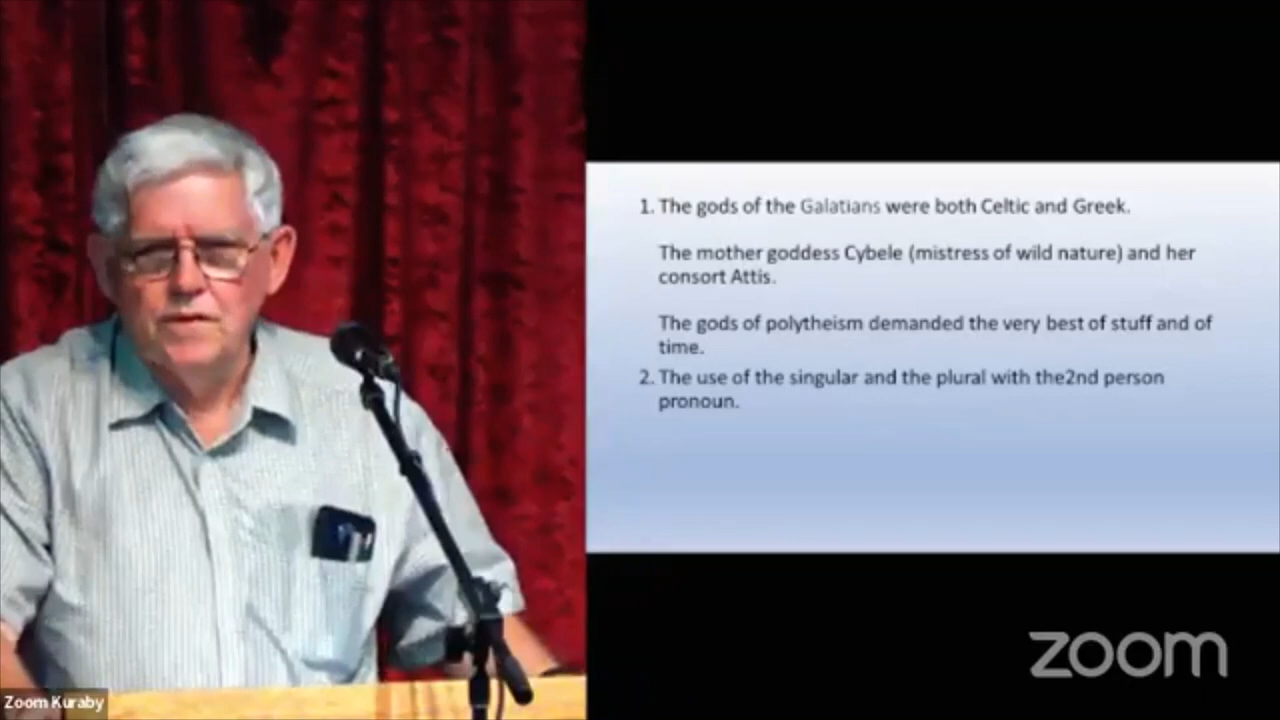 1. The gods of the Galatians were both Celtic and Greek.
The mother goddess Cybele (mistress of wild nature) and her
consort Attis.
The gods of polytheism demanded the very best of stuff and of
time.
2. The use of the singular and the plural with the2nd person
pronoun.
zoom
Zoom Kuraby